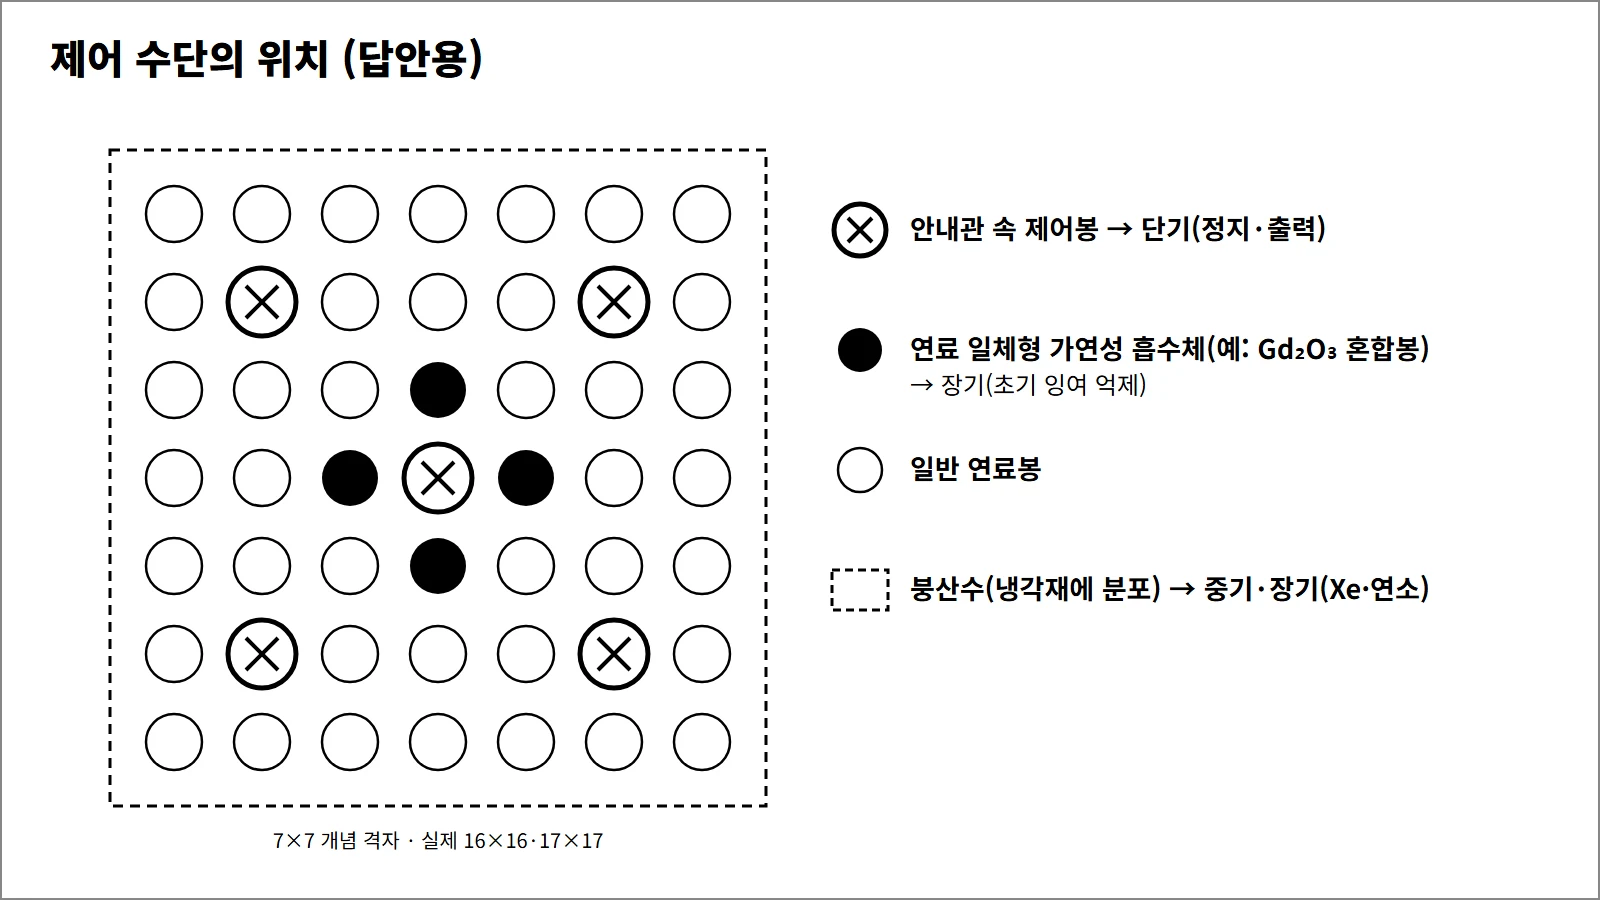 제어 수단의 위치 (답안용)
안내관 속 제어봉 → 단기(정지·출력)
연료 일체형 가연성 흡수체(예: Gd₂O₃ 혼합봉)
→ 장기(초기 잉여 억제)
일반 연료봉
붕산수(냉각재에 분포) → 중기·장기(Xe·연소)
7×7 개념 격자 · 실제 16×16·17×17